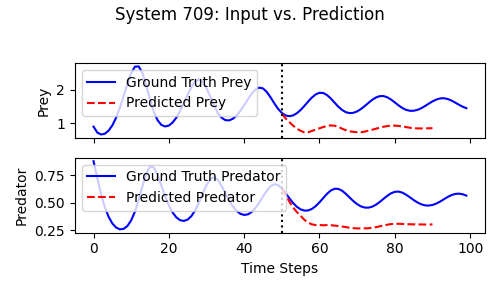 System 709: Input vs. Prediction
Prey
2
1
Ground Truth Prey
Predicted Prey
Predator
0.75
0.50
0.25
Ground Truth Predator
Predicted Predator
0 20 40 60 80 100
Time Steps